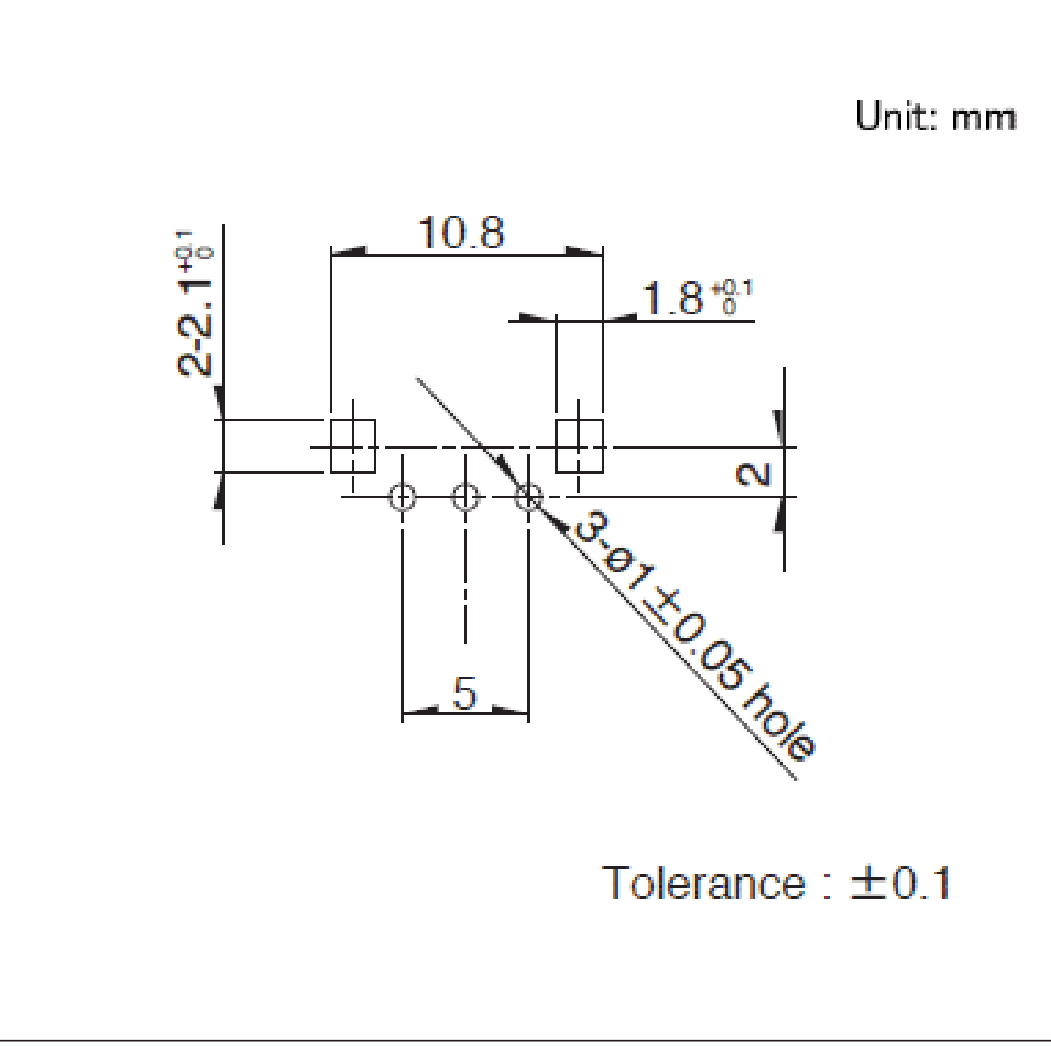 Unit: mm
10.8
2-2.1 +0.1 0
1.8 +0.1 0
2
3-ø1±0.05 hole
5
Tolerance : ±0.1